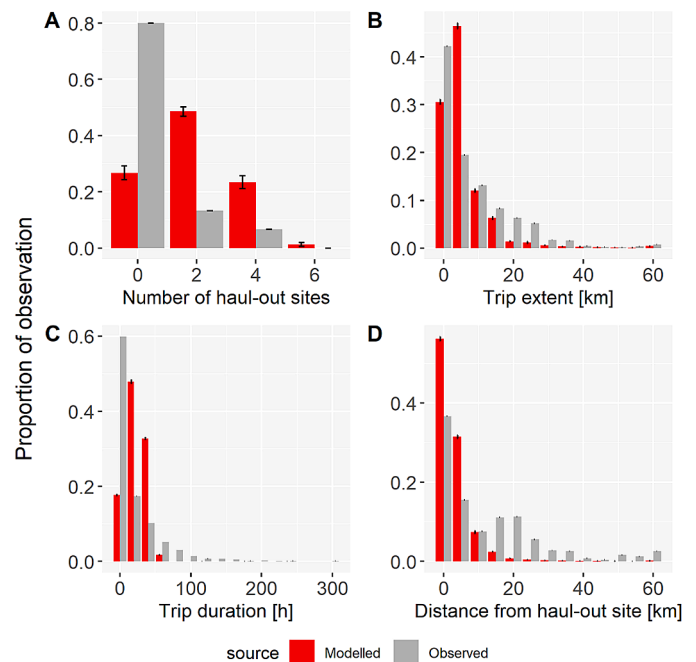 Proportion of observation
A
0.8
0.6
0.4
0.2
0.0
0 2 4 6
Number of haul-out sites
B
0.4
0.3
0.2
0.1
0.0
0 20 40 60
Trip extent [km]
C
0.6
0.4
0.2
0.0
0 100 200 300
Trip duration [h]
D
0.4
0.2
0.0
0 20 40 60
Distance from haul-out site [km]
source Modelled Observed